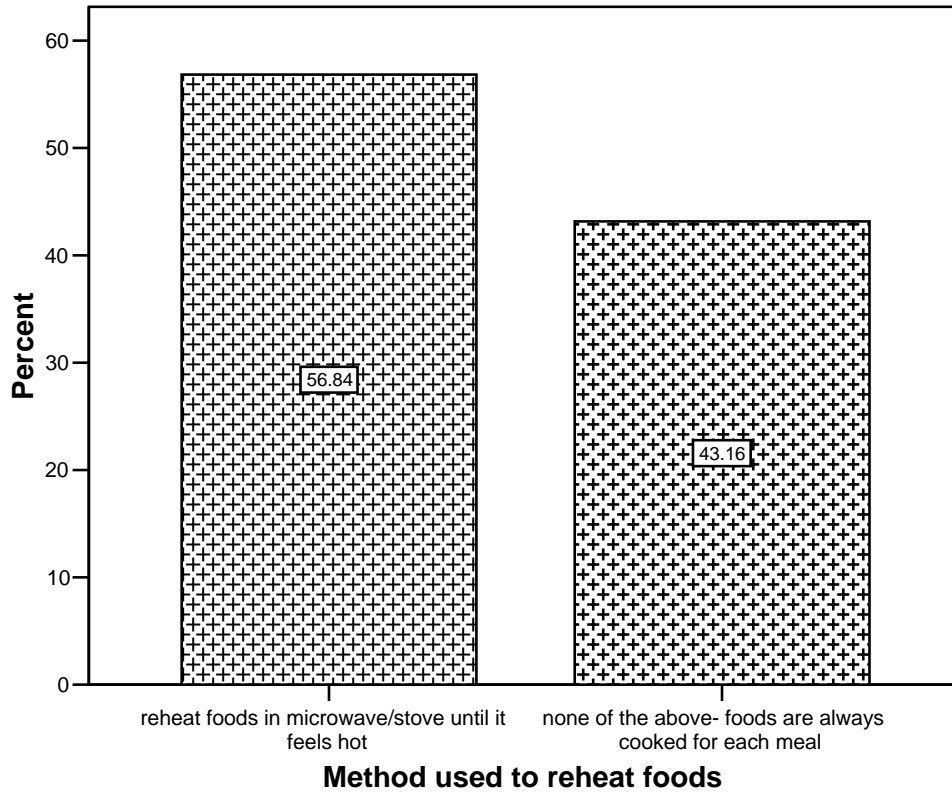 60
50
40
30
20
10
0
Percent
56.84
43.16
reheat foods in microwave/stove until it
feels hot
none of the above- foods are always
cooked for each meal
Method used to reheat foods